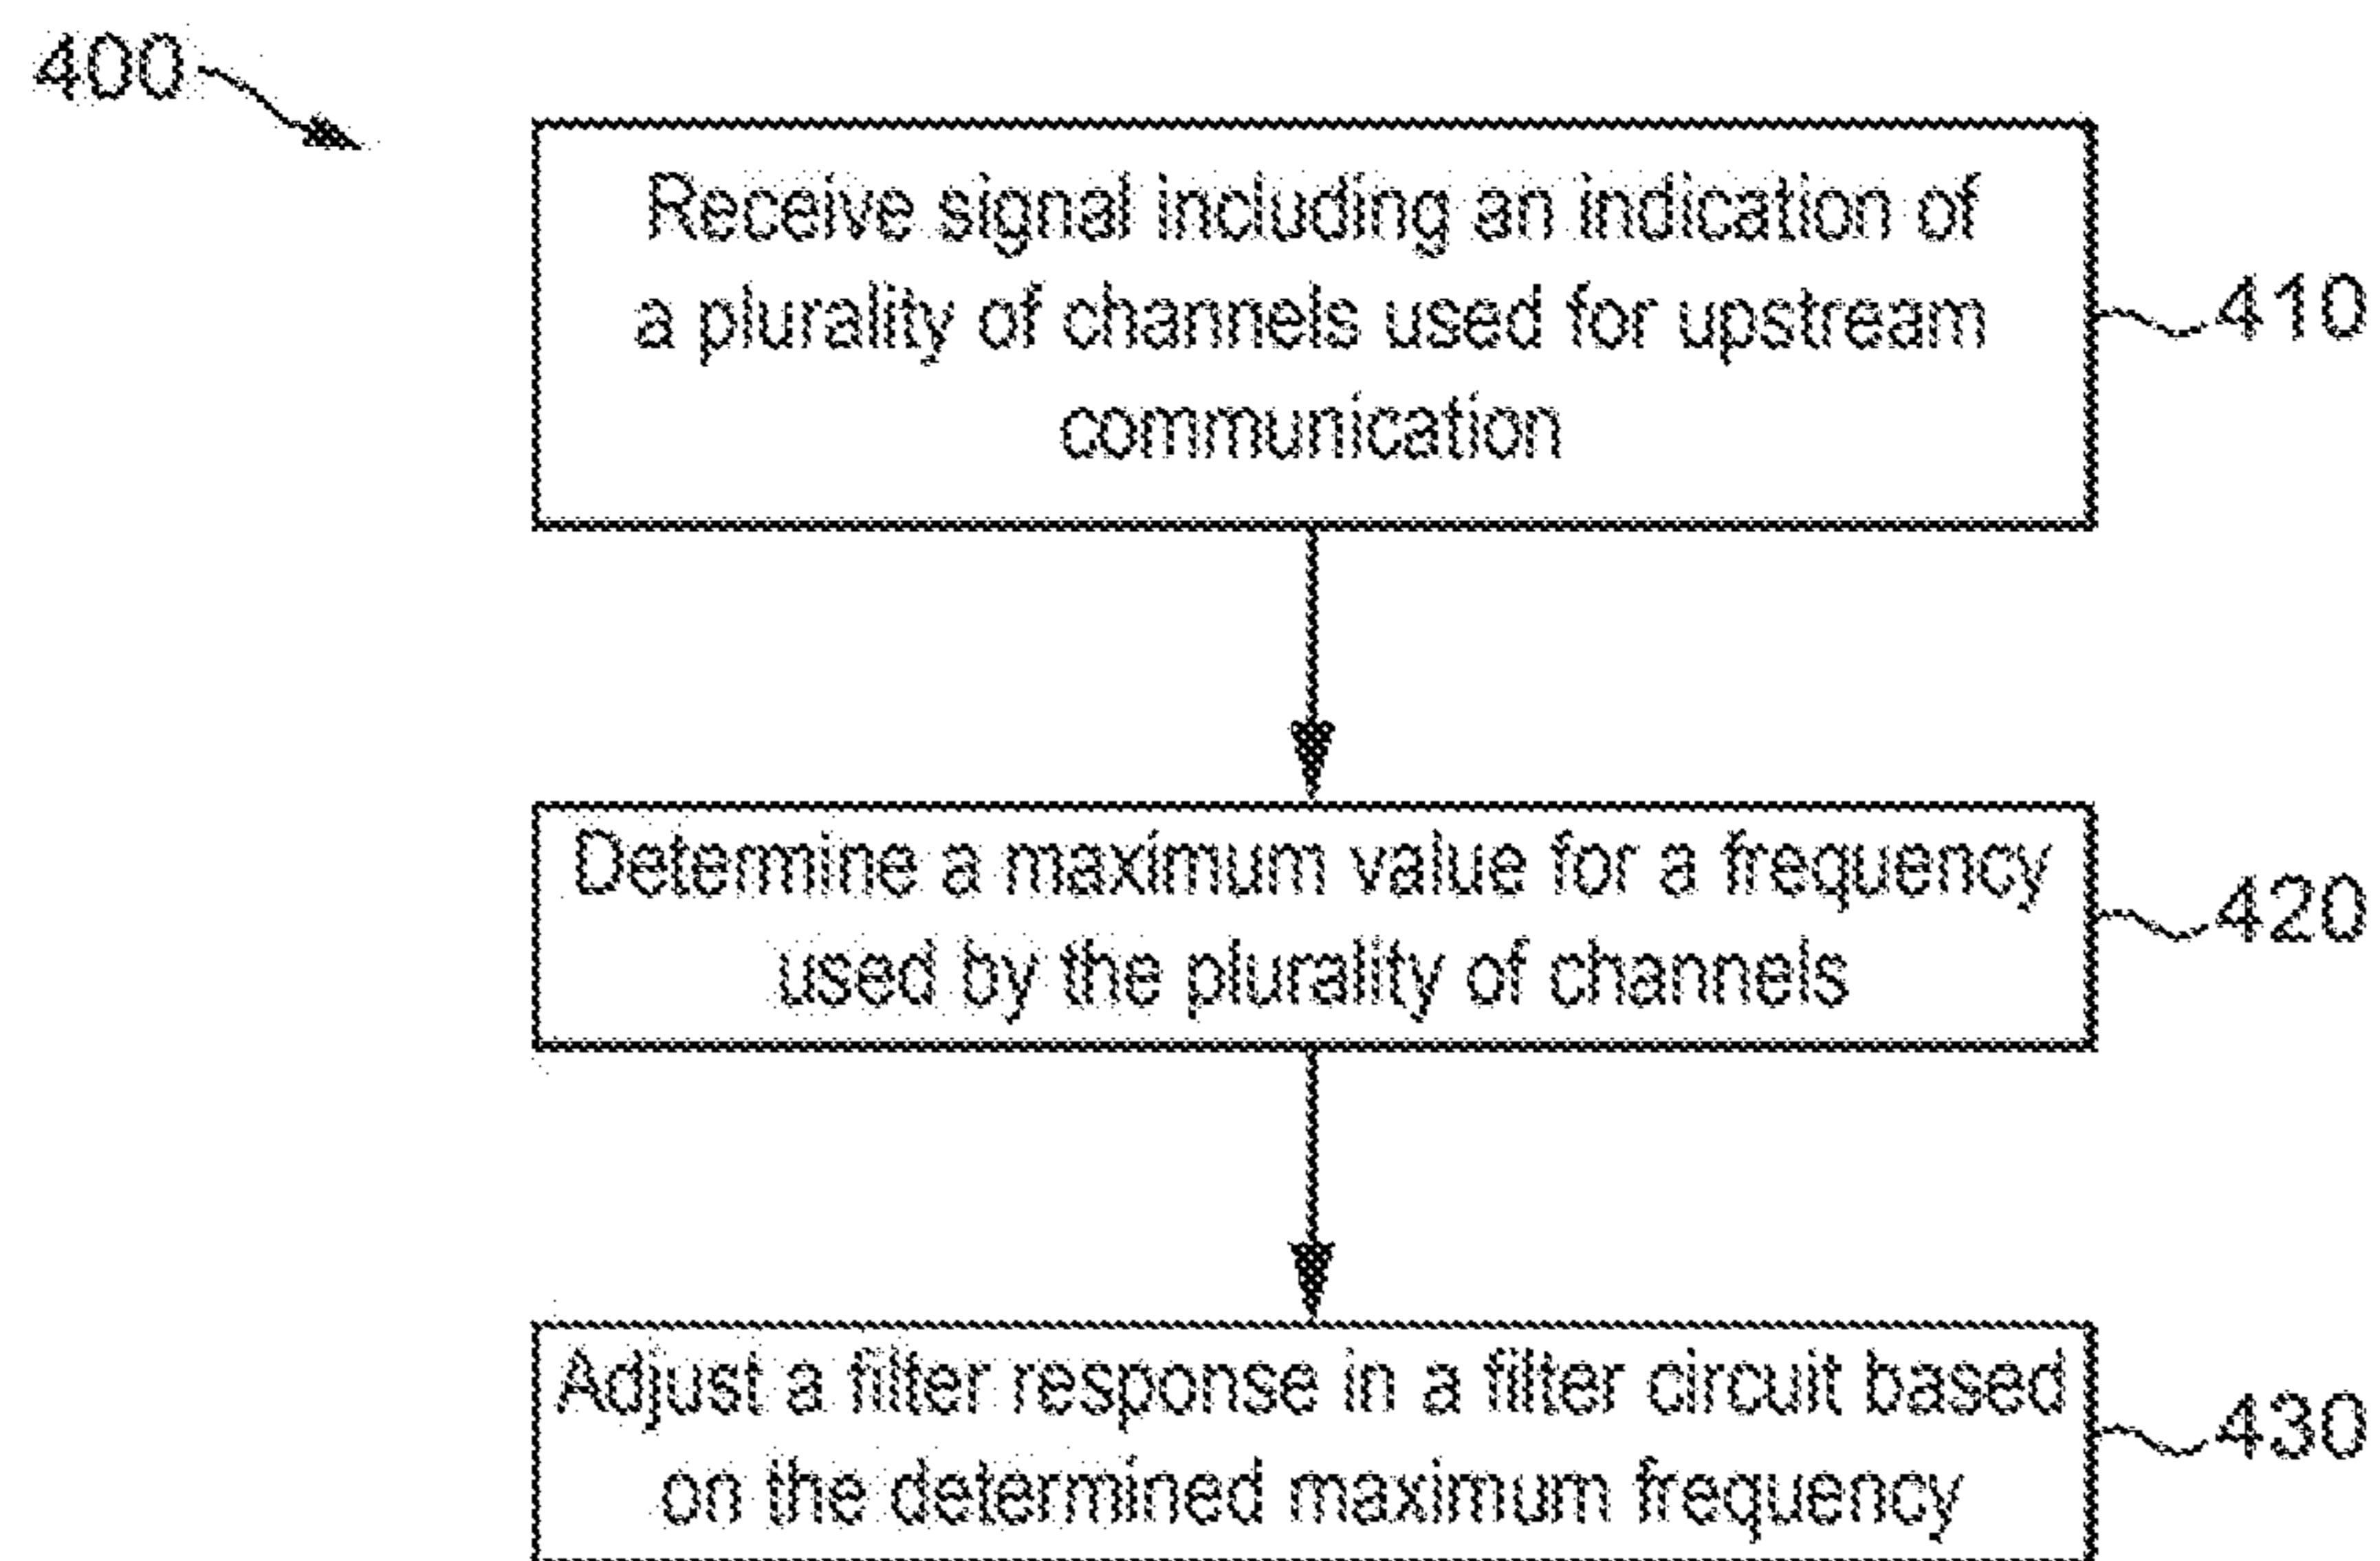 400
Receive signal including an indication of
a plurality of channels used for upstream
communication
410
Determine a maximum value for a frequency
used by the plurality of channels
420
Adjust a filter response in a filter circuit based
on the determined maximum frequency
430